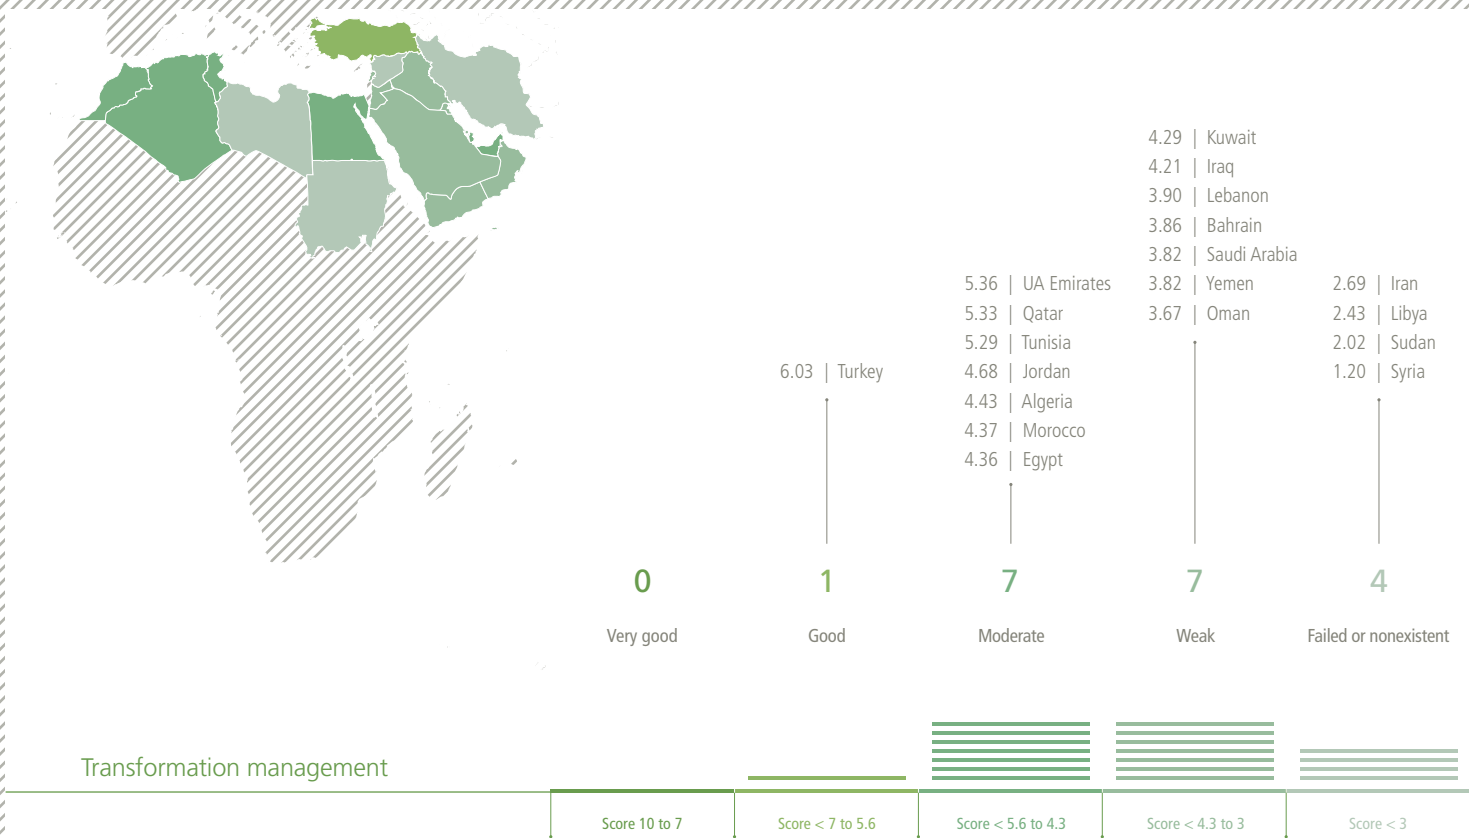 6.03 | Turkey
5.36 | UA Emirates
5.33 | Qatar
5.29 | Tunisia
4.68 | Jordan
4.43 | Algeria
4.37 | Morocco
4.36 | Egypt
4.29 | Kuwait
4.21 | Iraq
3.90 | Lebanon
3.86 | Bahrain
3.82 | Saudi Arabia
3.82 | Yemen
3.67 | Oman
2.69 | Iran
2.43 | Libya
2.02 | Sudan
1.20 | Syria
0 1 7 7 4
Very good Good Moderate Weak Failed or nonexistent
Transformation management
Score 10 to 7 Score < 7 to 5.6 Score < 5.6 to 4.3 Score < 4.3 to 3 Score < 3